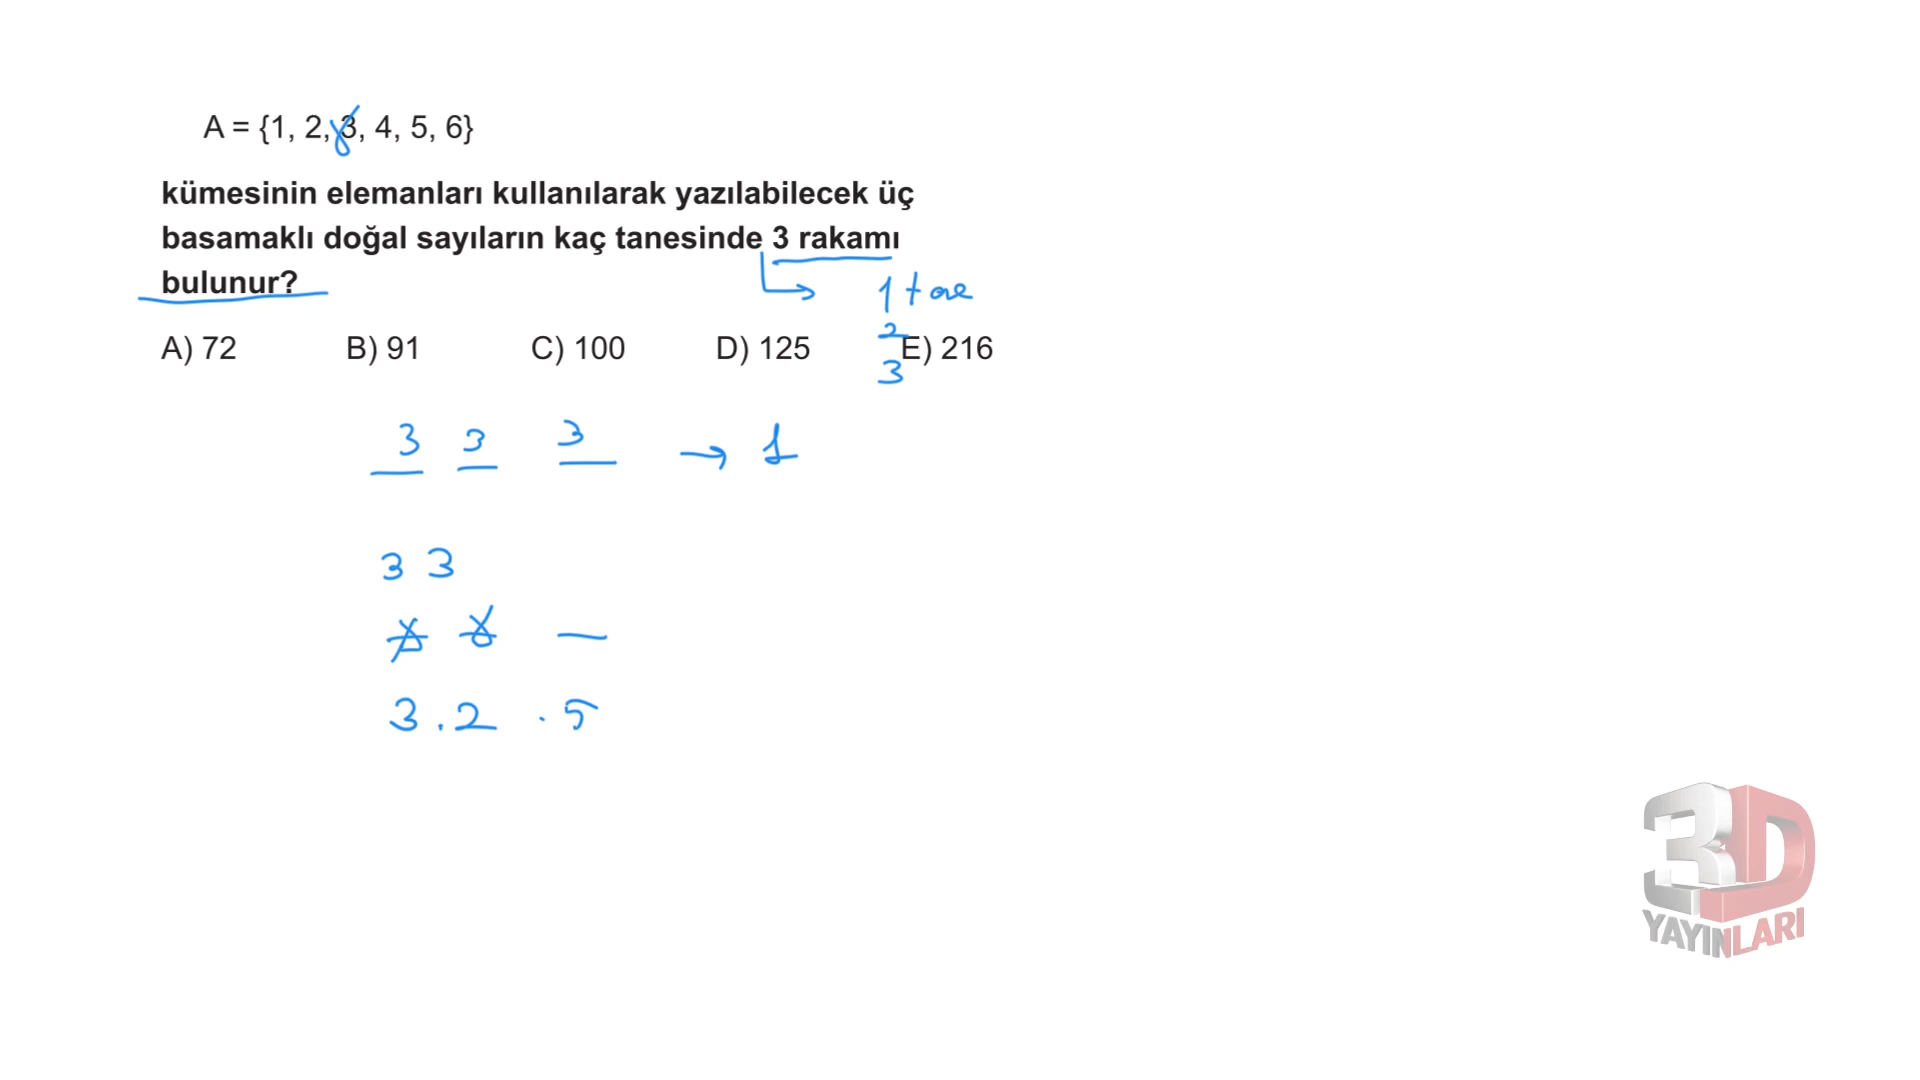 A = {1, 2, 3, 4, 5, 6}
kümesinin elemanları kullanılarak yazılabilecek üç
basamaklı doğal sayıların kaç tanesinde 3 rakamı
bulunur?
1 tane
2
3
A) 72 B) 91 C) 100 D) 125 E) 216
3 3 3 → 1
3 3
3 . 2 . 5
3D
YAYINLARI